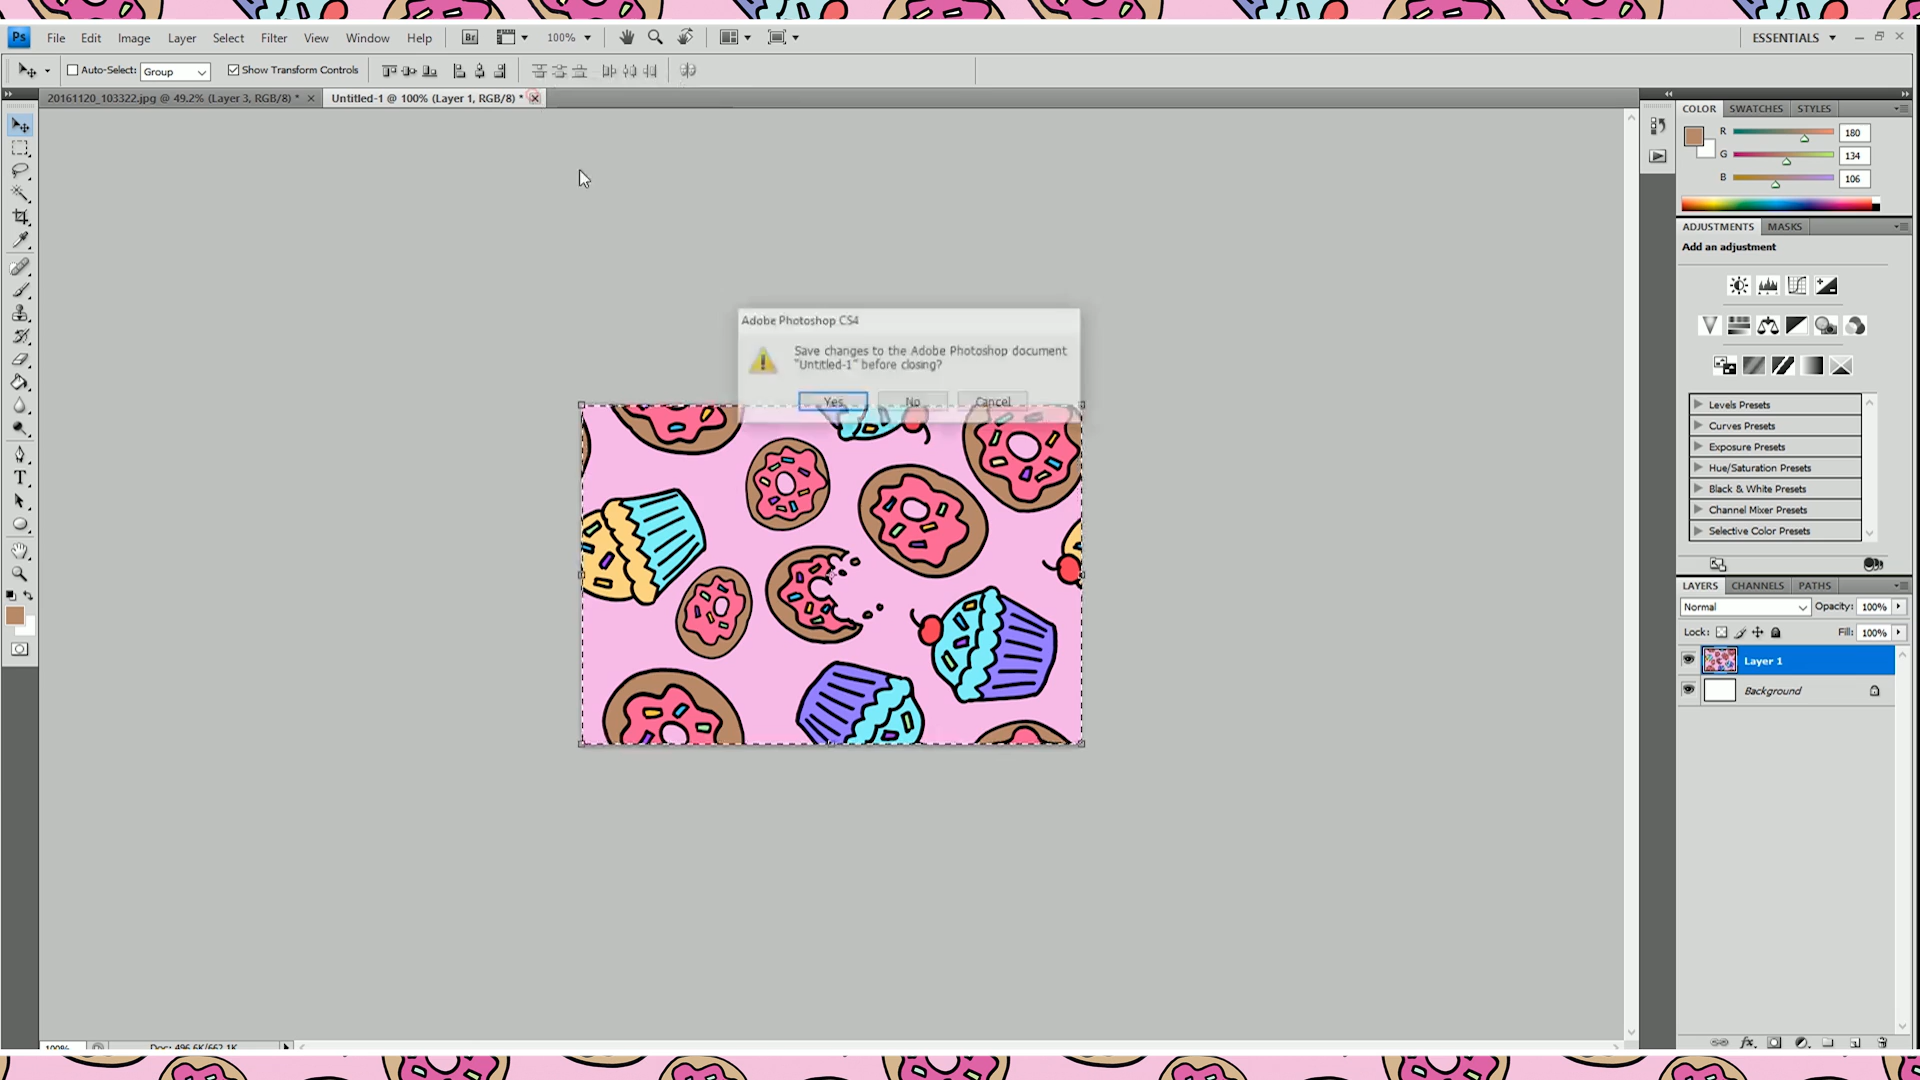 Ps File Edit Image Layer Select Filter View Window Help Br 100% ESSENTIALS
Auto-Select: Group Show Transform Controls
20161120_103322.jpg @ 49.2% (Layer 3, RGB/8) * Untitled-1 @ 100% (Layer 1, RGB/8) *
COLOR SWATCHES STYLES
R 180
G 134
B 106
ADJUSTMENTS MASKS
Add an adjustment
Adobe Photoshop CS4
Save changes to the Adobe Photoshop document
"Untitled-1" before closing?
Yes No Cancel
Levels Presets
Curves Presets
Exposure Presets
Hue/Saturation Presets
Black & White Presets
Channel Mixer Presets
Selective Color Presets
LAYERS CHANNELS PATHS
Normal Opacity: 100%
Lock: Fill: 100%
Layer 1
Background
100% Doc: 496.6K/662.1K